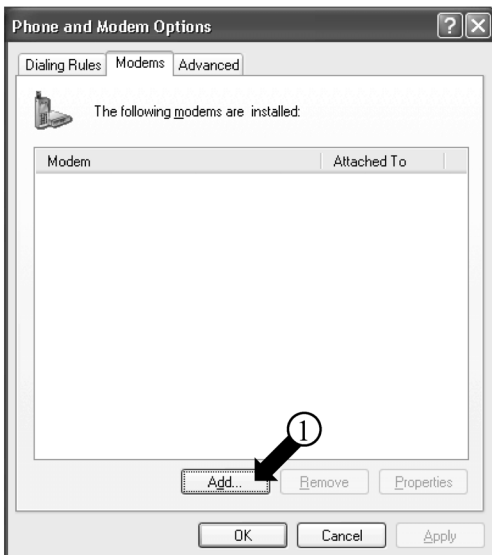 Phone and Modem Options
Dialing Rules Modems Advanced
The following modems are installed:
Modem Attached To
1
Add... Remove Properties
OK Cancel Apply